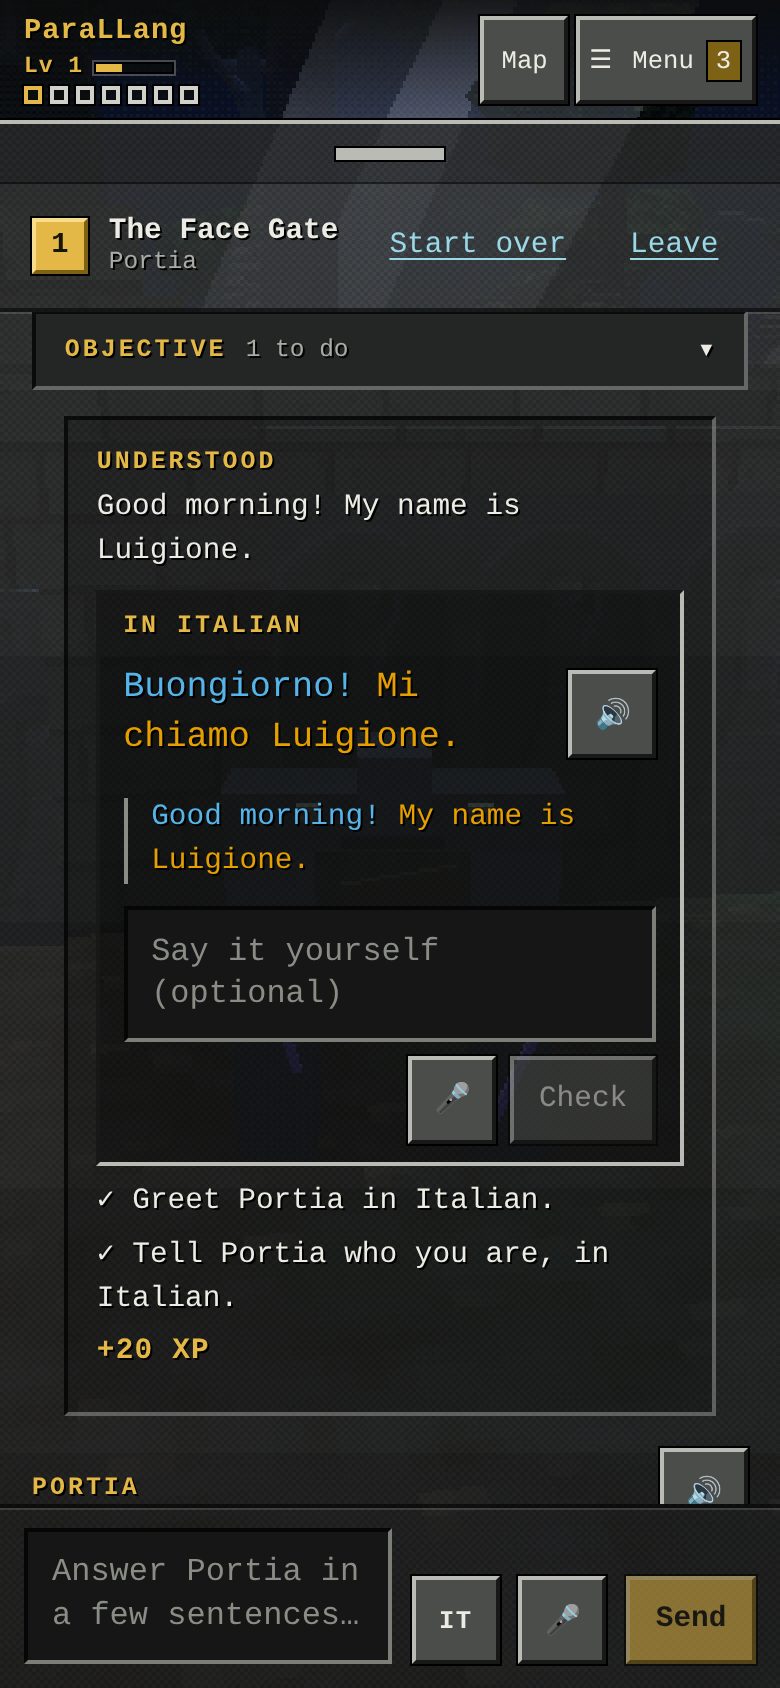 ParaLLang
Lv 1
Map
☰ Menu 3
1
The Face Gate
Portia
Start over
Leave
OBJECTIVE 1 to do ▼
UNDERSTOOD
Good morning! My name is
Luigione.
IN ITALIAN
Buongiorno! Mi
chiamo Luigione.
Good morning! My name is
Luigione.
Say it yourself
(optional)
Check
✓ Greet Portia in Italian.
✓ Tell Portia who you are, in
Italian.
+20 XP
PORTIA
Answer Portia in
a few sentences…
IT
Send